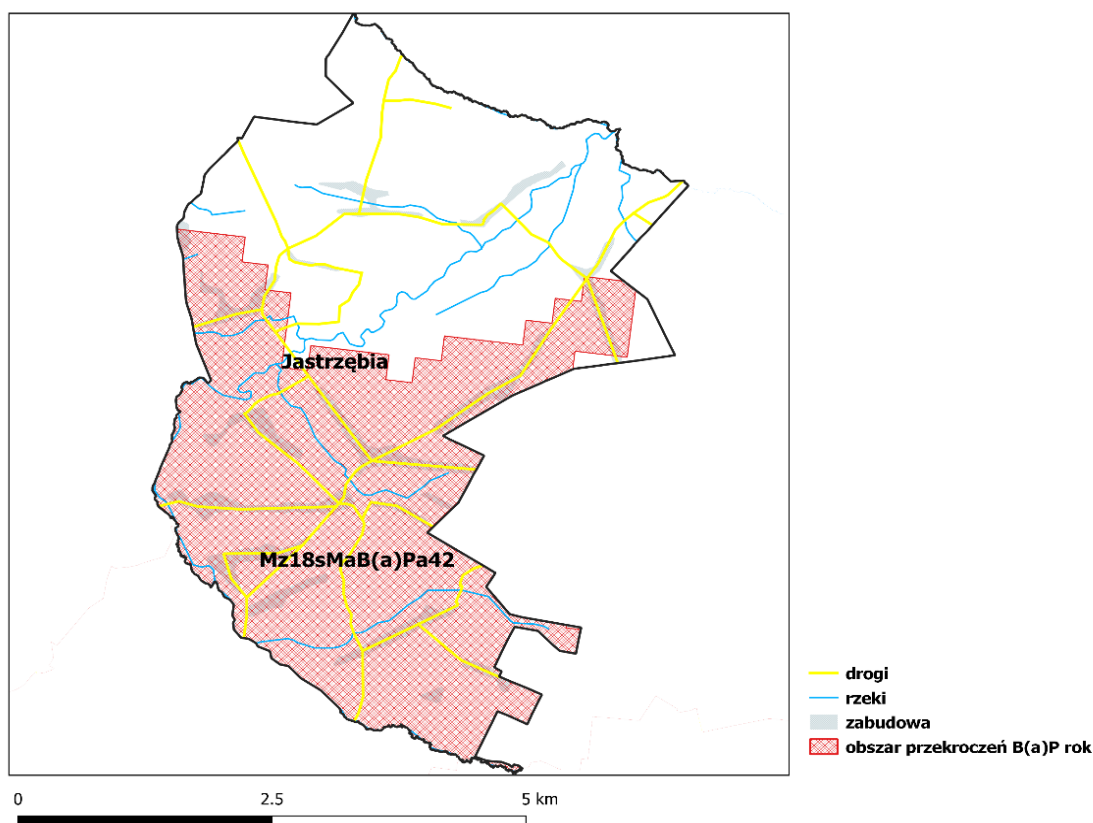 Jastrzębia
Mz18sMaB(a)Pa42
drogi
rzeki
zabudowa
obszar przekroczeń B(a)P rok
0 2.5 5 km